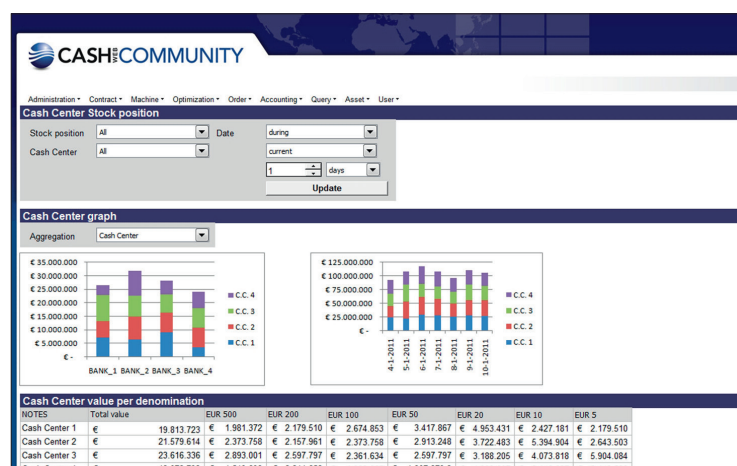 CASH WEB COMMUNITY
Administration Contract Machine Optimization Order Accounting Query Asset User
Cash Center Stock position
Stock position All Date during
Cash Center All current
1 days
Update
Cash Center graph
Aggregation Cash Center
€ 35.000.000
€ 30.000.000
€ 25.000.000
€ 20.000.000
€ 15.000.000
€ 10.000.000
€ 5.000.000
€ -
BANK_1 BANK_2 BANK_3 BANK_4
C.C. 4
C.C. 3
C.C. 2
C.C. 1
€ 125.000.000
€ 100.000.000
€ 75.000.000
€ 50.000.000
€ 25.000.000
€ -
4-1-2011 5-1-2011 6-1-2011 7-1-2011 8-1-2011 9-1-2011 10-1-2011
C.C. 4
C.C. 3
C.C. 2
C.C. 1
Cash Center value per denomination
NOTES Total value EUR 500 EUR 200 EUR 100 EUR 50 EUR 20 EUR 10 EUR 5
Cash Center 1 € 19.813.723 € 1.981.372 € 2.179.510 € 2.674.853 € 3.417.867 € 4.953.431 € 2.427.181 € 2.179.510
Cash Center 2 € 21.579.614 € 2.373.758 € 2.157.961 € 2.373.758 € 2.913.248 € 3.722.483 € 5.394.904 € 2.643.503
Cash Center 3 € 23.616.336 € 2.893.001 € 2.597.797 € 2.361.634 € 2.597.797 € 3.188.205 € 4.073.818 € 5.904.084